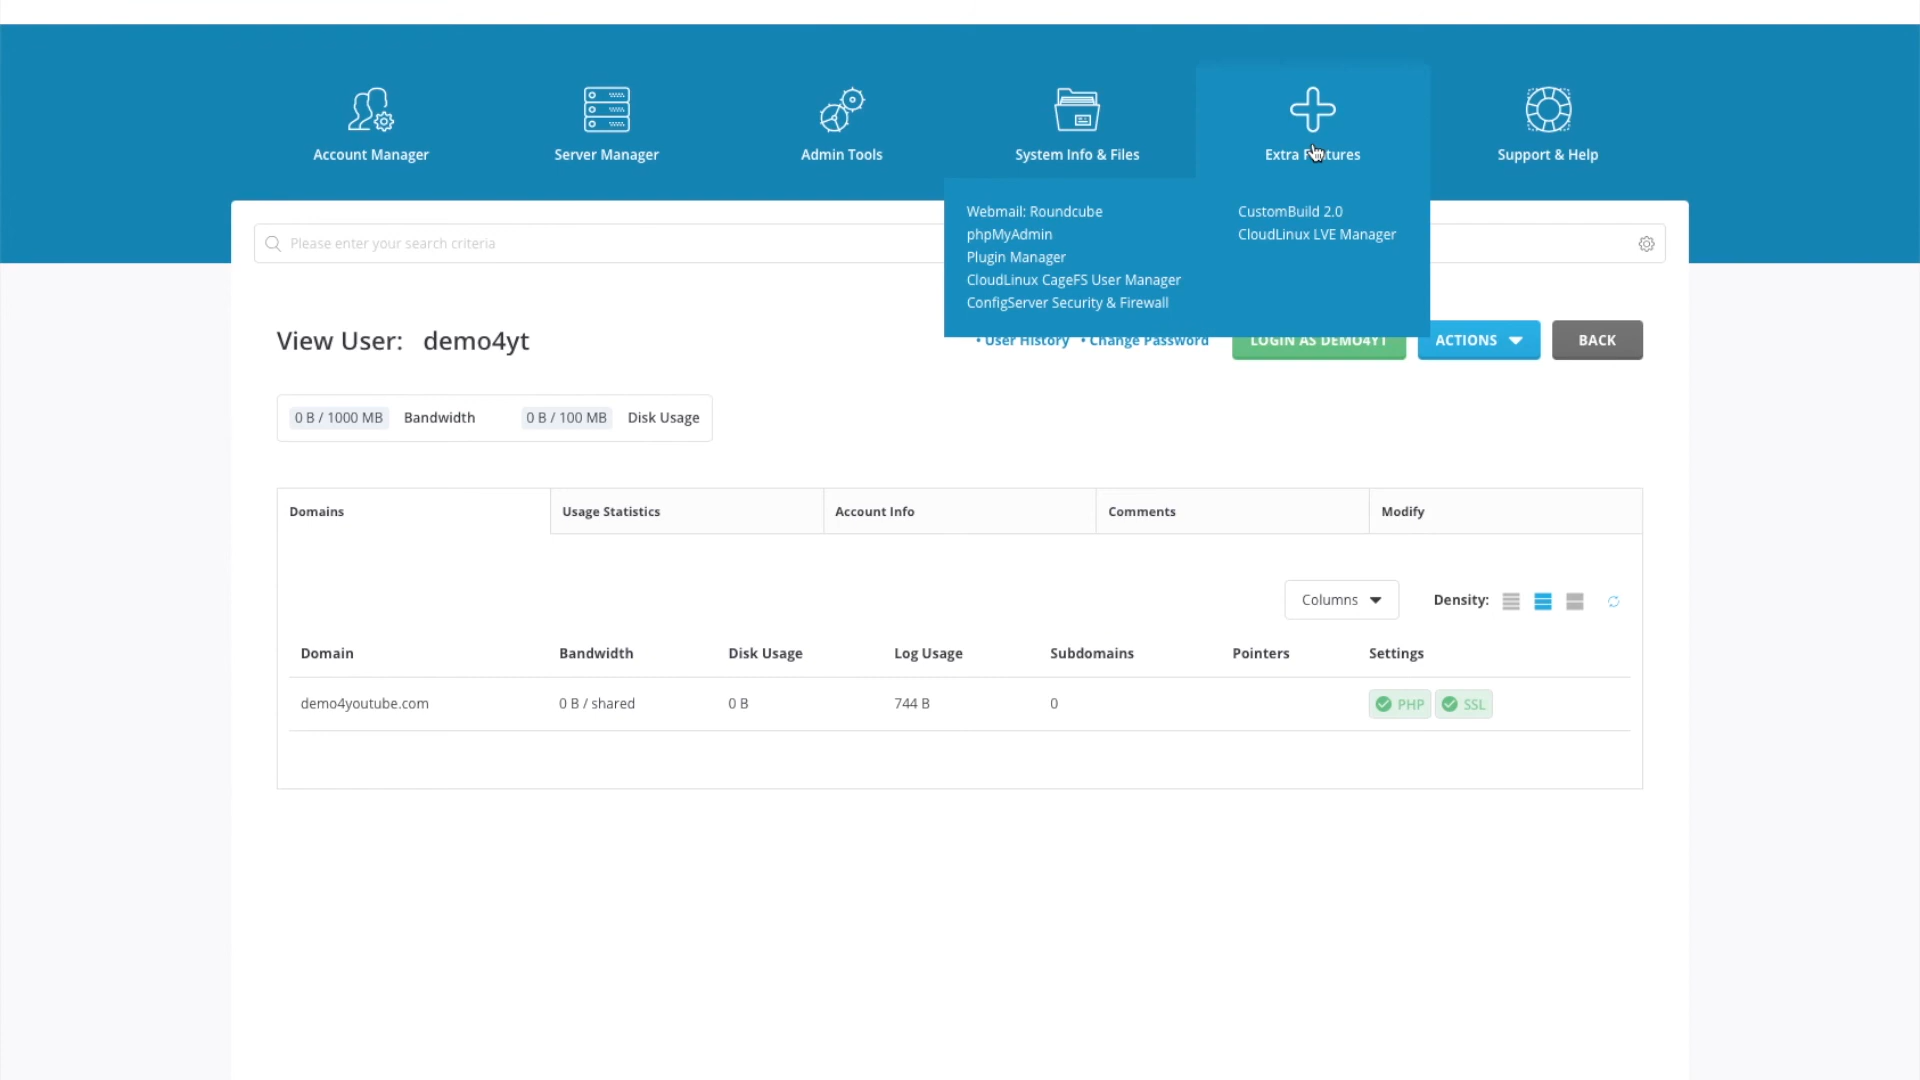 Account Manager
Server Manager
Admin Tools
System Info & Files
Extra Features
Support & Help
Webmail: Roundcube
phpMyAdmin
Plugin Manager
CloudLinux CageFS User Manager
ConfigServer Security & Firewall
CustomBuild 2.0
CloudLinux LVE Manager
Please enter your search criteria
View User: demo4yt
• User History • Change Password
LOGIN AS DEMO4YT
ACTIONS
BACK
0 B / 1000 MB Bandwidth 0 B / 100 MB Disk Usage
Domains Usage Statistics Account Info Comments Modify
Columns Density:
Domain Bandwidth Disk Usage Log Usage Subdomains Pointers Settings
demo4youtube.com 0 B / shared 0 B 744 B 0 PHP SSL